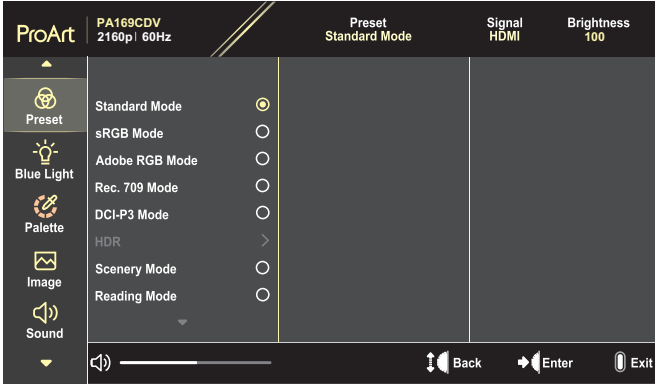 ProArt
PA169CDV
2160p| 60Hz
Preset
Standard Mode
Signal
HDMI
Brightness
100
Preset
Blue Light
Palette
Image
Sound
Standard Mode
sRGB Mode
Adobe RGB Mode
Rec. 709 Mode
DCI-P3 Mode
HDR
Scenery Mode
Reading Mode
Back
Enter
Exit